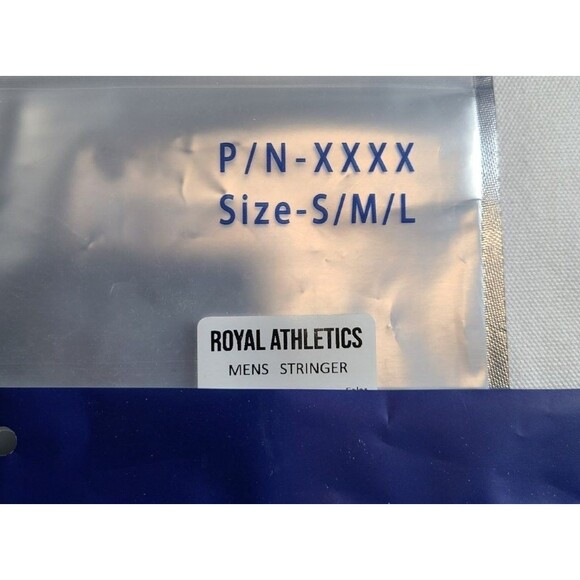 P/N-XXXX
Size-S/M/L
ROYAL ATHLETICS
MENS STRINGER